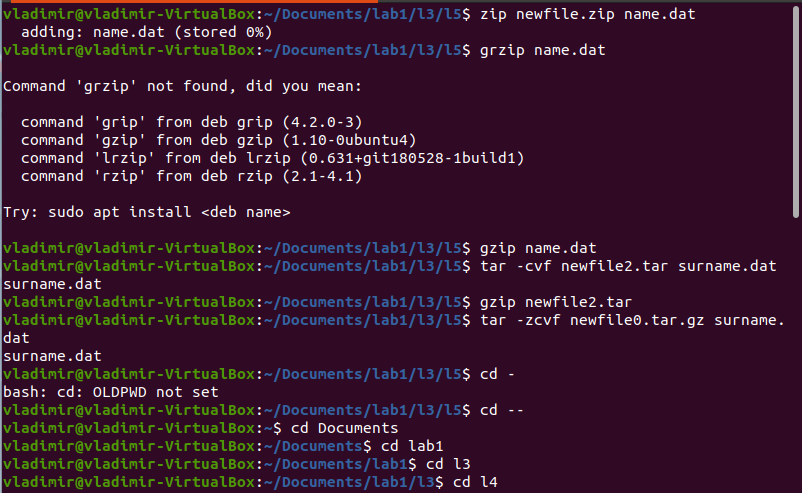 vladimir@vladimir-VirtualBox:~/Documents/lab1/l3/l5$ zip newfile.zip name.dat
  adding: name.dat (stored 0%)
vladimir@vladimir-VirtualBox:~/Documents/lab1/l3/l5$ grzip name.dat

Command 'grzip' not found, did you mean:

  command 'grip' from deb grip (4.2.0-3)
  command 'gzip' from deb gzip (1.10-0ubuntu4)
  command 'lrzip' from deb lrzip (0.631+git180528-1build1)
  command 'rzip' from deb rzip (2.1-4.1)

Try: sudo apt install <deb name>

vladimir@vladimir-VirtualBox:~/Documents/lab1/l3/l5$ gzip name.dat
vladimir@vladimir-VirtualBox:~/Documents/lab1/l3/l5$ tar -cvf newfile2.tar surname.dat
surname.dat
vladimir@vladimir-VirtualBox:~/Documents/lab1/l3/l5$ gzip newfile2.tar
vladimir@vladimir-VirtualBox:~/Documents/lab1/l3/l5$ tar -zcvf newfile0.tar.gz surname.
dat
surname.dat
vladimir@vladimir-VirtualBox:~/Documents/lab1/l3/l5$ cd -
bash: cd: OLDPWD not set
vladimir@vladimir-VirtualBox:~/Documents/lab1/l3/l5$ cd --
vladimir@vladimir-VirtualBox:~$ cd Documents
vladimir@vladimir-VirtualBox:~/Documents$ cd lab1
vladimir@vladimir-VirtualBox:~/Documents/lab1$ cd l3
vladimir@vladimir-VirtualBox:~/Documents/lab1/l3$ cd l4